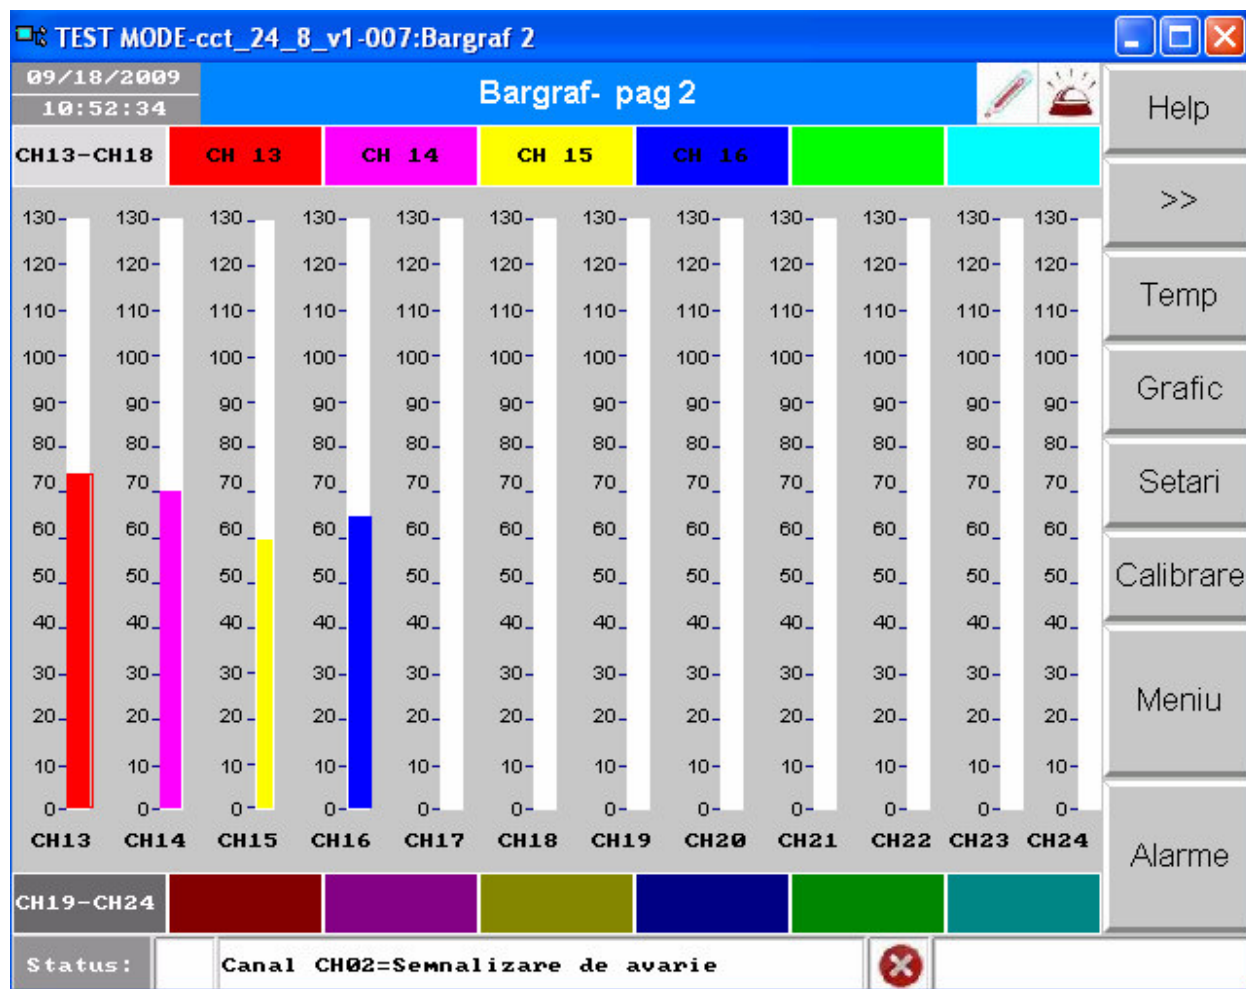 TEST MODE-cct_24_8_v1-007:Bargraf 2
09/18/2009
10:52:34
Bargraf- pag 2
Help
CH13-CH18 CH 13 CH 14 CH 15 CH 16
>>
130 130 130 130 130 130 130 130 130 130 130 130
120 120 120 120 120 120 120 120 120 120 120 120
Temp
110 110 110 110 110 110 110 110 110 110 110 110
100 100 100 100 100 100 100 100 100 100 100 100
Grafic
90 90 90 90 90 90 90 90 90 90 90 90
80 80 80 80 80 80 80 80 80 80 80 80
70 70 70 70 70 70 70 70 70 70 70 70
Setari
60 60 60 60 60 60 60 60 60 60 60 60
50 50 50 50 50 50 50 50 50 50 50 50
Calibrare
40 40 40 40 40 40 40 40 40 40 40 40
30 30 30 30 30 30 30 30 30 30 30 30
Meniu
20 20 20 20 20 20 20 20 20 20 20 20
10 10 10 10 10 10 10 10 10 10 10 10
0 0 0 0 0 0 0 0 0 0 0 0
CH13 CH14 CH15 CH16 CH17 CH18 CH19 CH20 CH21 CH22 CH23 CH24
Alarme
CH19-CH24
Status: Canal CH02=Semnalizare de avarie